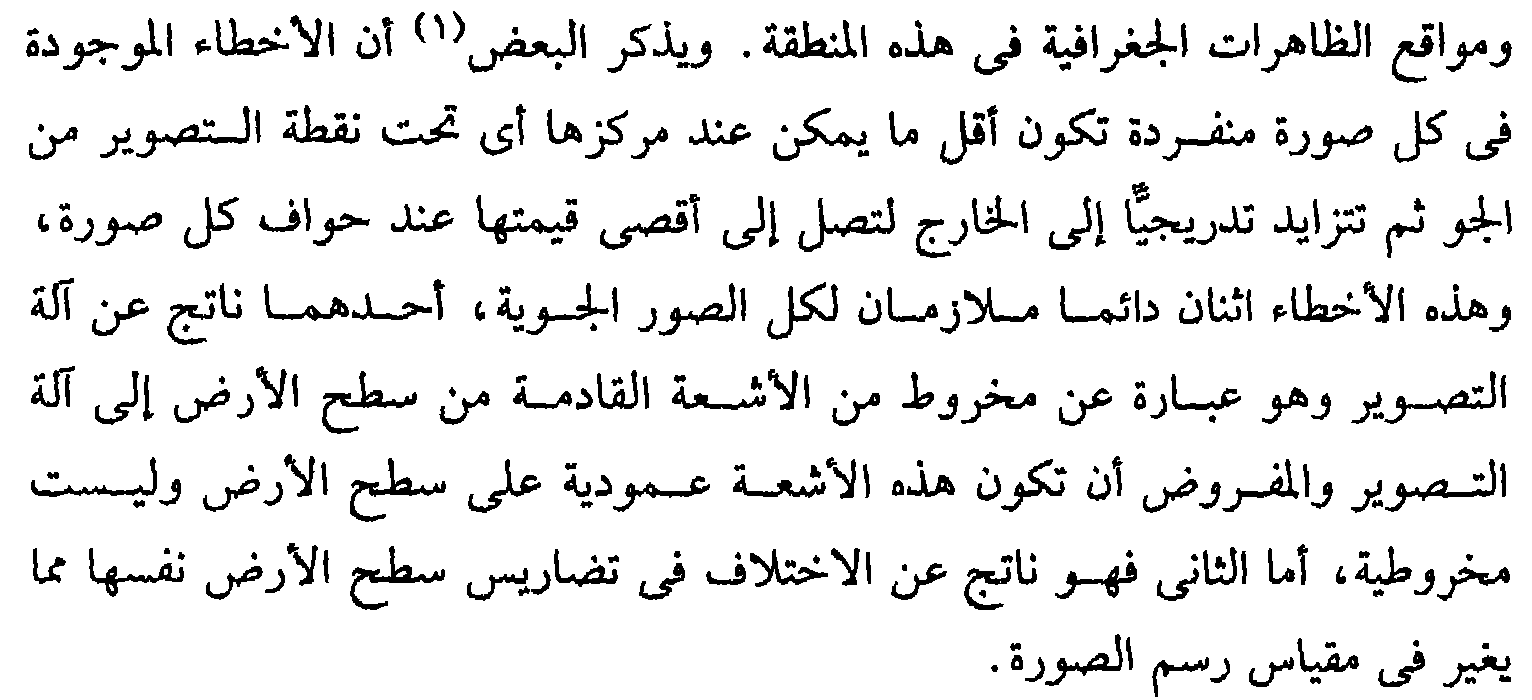 ومواقع الظاهرات الجغرافية فى هذه المنطقة. ويذكر البعض(١) أن الأخطاء الموجودة
فى كل صورة منفردة تكون أقل ما يمكن عند مركزها أى تحت نقطة التصوير من
الجو ثم تتزايد تدريجيًّا إلى الخارج لتصل إلى أقصى قيمتها عند حواف كل صورة،
وهذه الأخطاء اثنان دائما ملازمان لكل الصور الجوية، أحدهما ناتج عن آلة
التصوير وهو عبارة عن مخروط من الأشعة القادمة من سطح الأرض إلى آلة
التصوير والمفروض أن تكون هذه الأشعة عمودية على سطح الأرض وليست
مخروطية، أما الثانى فهو ناتج عن الاختلاف فى تضاريس سطح الأرض نفسها مما
يغير فى مقياس رسم الصورة.